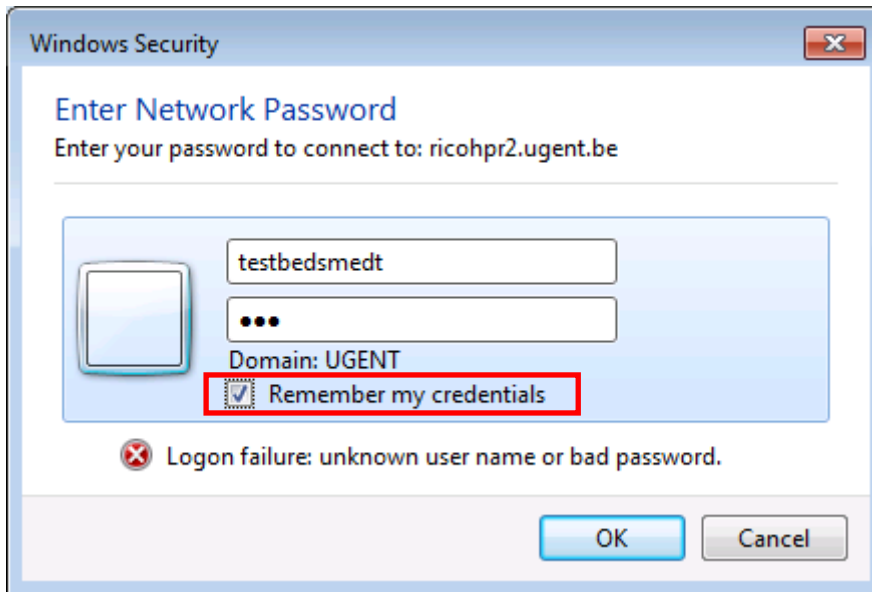 Windows Security
Enter Network Password
Enter your password to connect to: ricohpr2.ugent.be
testbedsmedt
●●●
Domain: UGENT
Remember my credentials
Logon failure: unknown user name or bad password.
OK Cancel